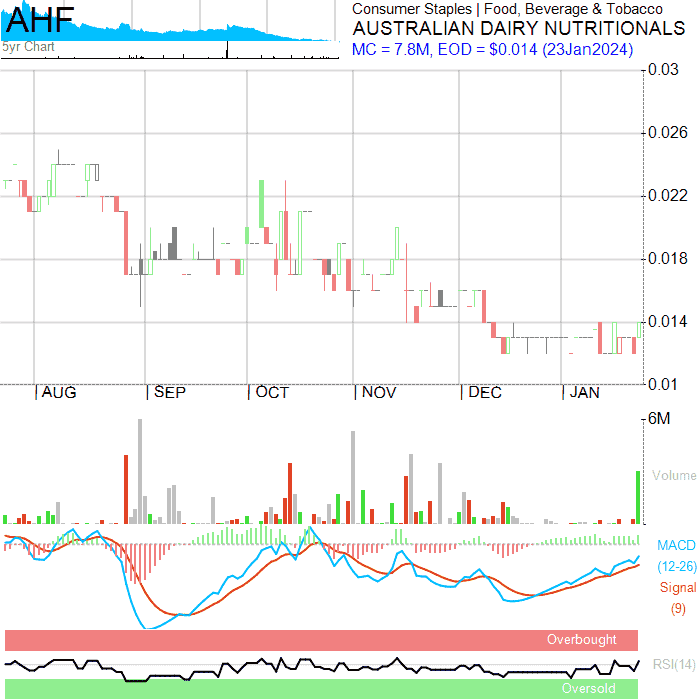 AHF
5yr Chart
Consumer Staples | Food, Beverage & Tobacco
AUSTRALIAN DAIRY NUTRITIONALS
MC = 7.8M, EOD = $0.014 (23Jan2024)
0.03
0.026
0.022
0.018
0.014
0.01
|AUG |SEP |OCT |NOV |DEC |JAN
6M
Volume
MACD
(12-26)
Signal
(9)
Overbought
RSI(14)
Oversold